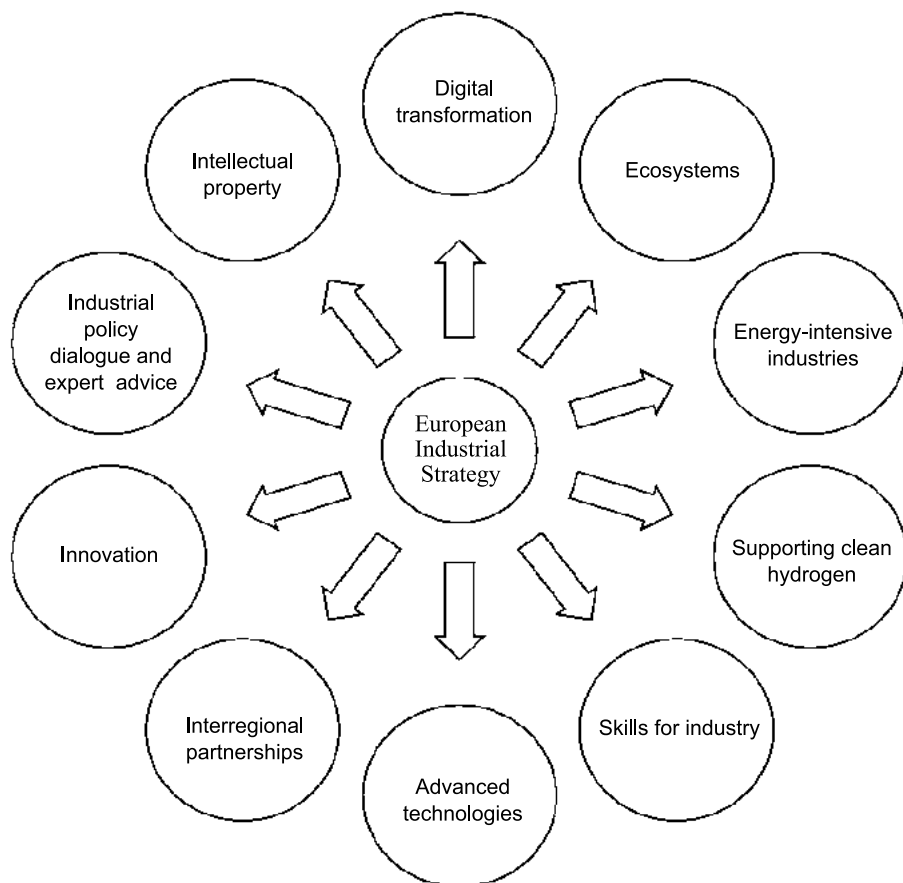 Digital
transformation
Ecosystems
Energy-intensive
industries
Supporting clean
hydrogen
Skills for industry
Advanced
technologies
Interregional
partnerships
Innovation
Industrial
policy
dialogue and
expert advice
Intellectual
property
European
Industrial
Strategy